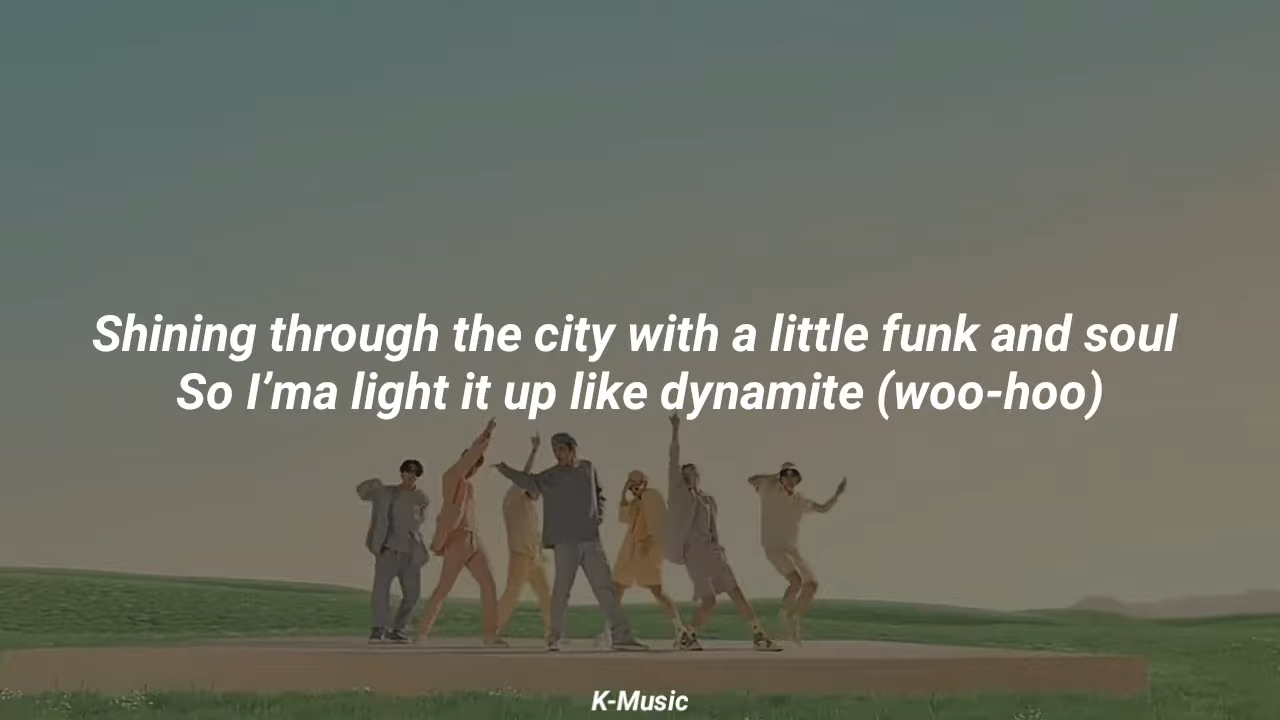 Shining through the city with a little funk and soul
So I’ma light it up like dynamite (woo-hoo)
K-Music